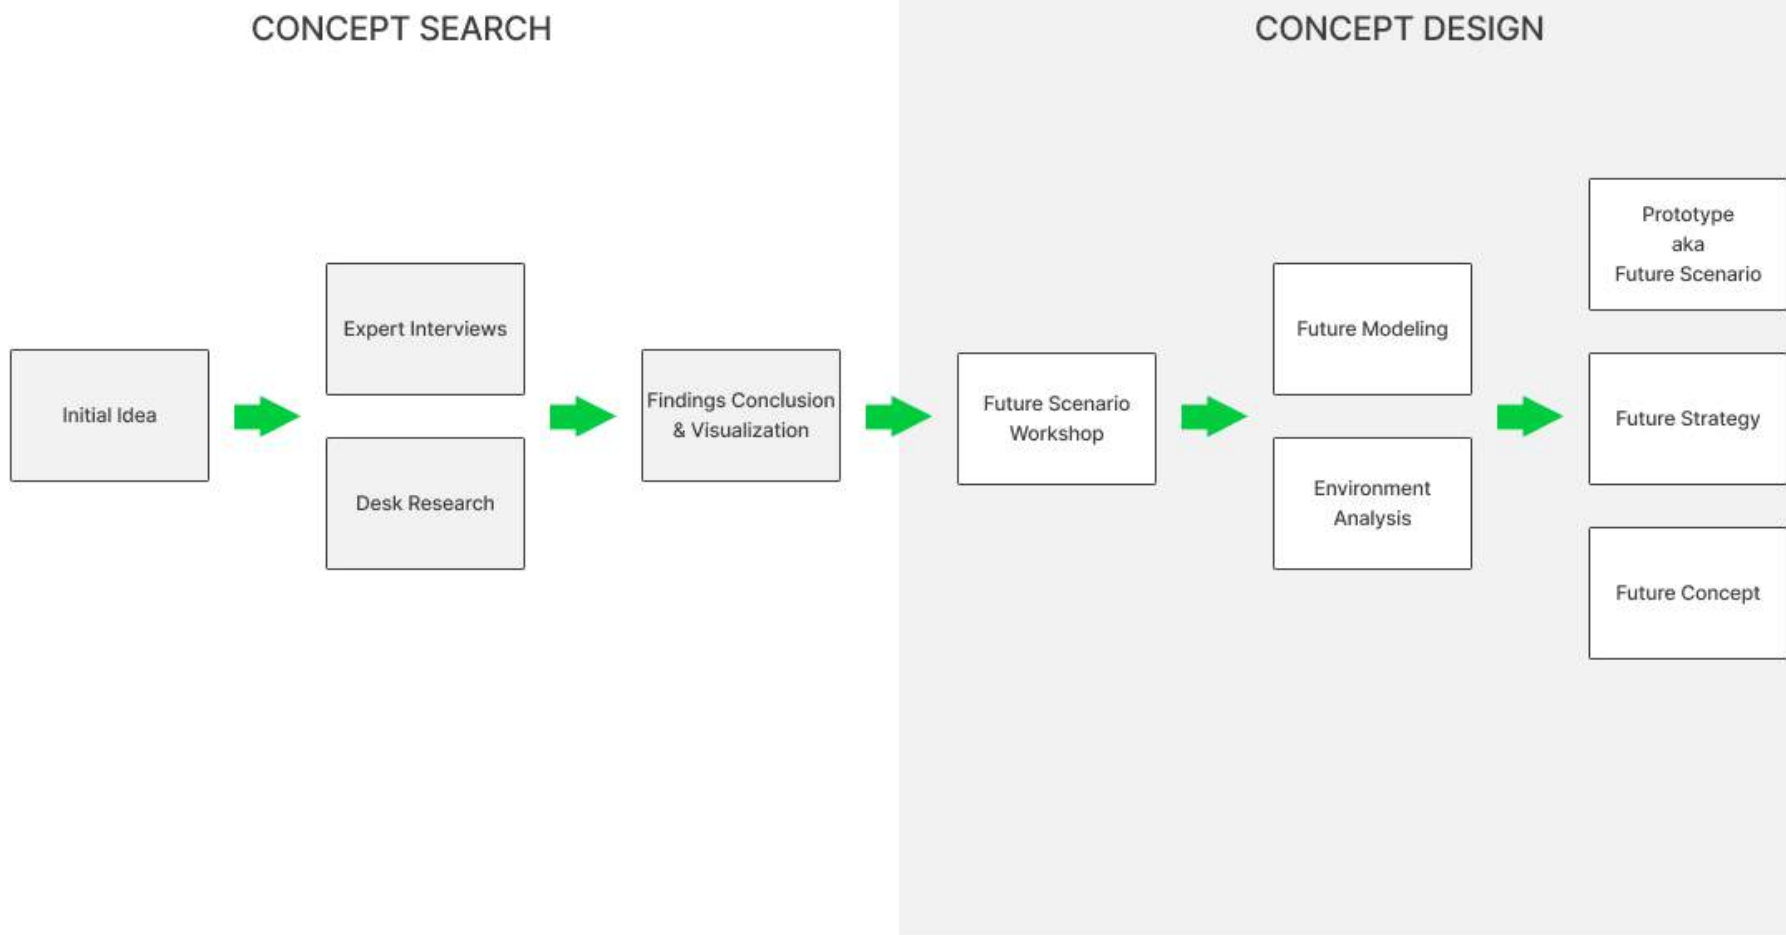 CONCEPT SEARCH
CONCEPT DESIGN
Initial Idea
Expert Interviews
Desk Research
Findings Conclusion
& Visualization
Future Scenario
Workshop
Future Modeling
Environment
Analysis
Prototype
aka
Future Scenario
Future Strategy
Future Concept